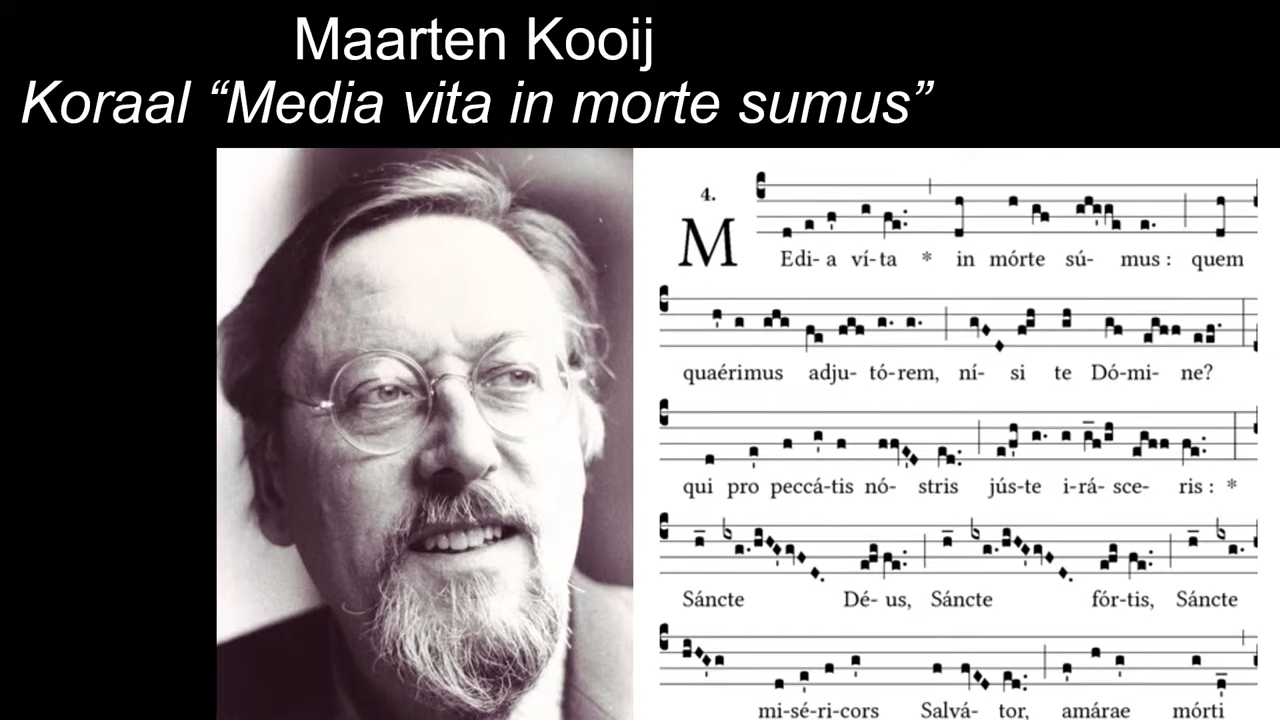 Maarten Kooij
Koraal “Media vita in morte sumus”
4.
MEdi- a ví-ta * in mórte sú- mus : quem
quaérimus adju- tó-rem, ní- si te Dó-mi- ne?
qui pro peccá-tis nó- stris jús-te i-rá- sce- ris : *
Sáncte Dé- us, Sáncte fór-tis, Sáncte
mi-sé-ri-cors Salvá- tor, amárae mórti